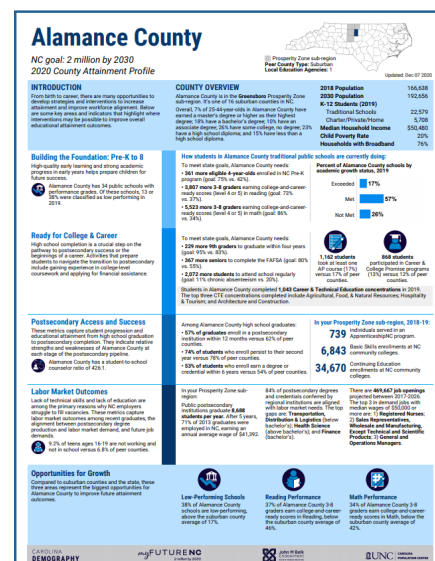 Alamance County
NC goal: 2 million by 2030
2020 County Attainment Profile
Prosperity Zone sub-region
Peer County Type: Suburban
Local Education Agencies: 1
Updated: Dec 07 2020
INTRODUCTION
From birth to career, there are many opportunities to
develop strategies and interventions to increase
attainment and improve workforce alignment. Below
are some key areas and indicators that highlight where
interventions may be possible to improve overall
educational attainment outcomes.
COUNTY OVERVIEW
Alamance County is in the Greensboro Prosperity Zone
sub-region. It's one of 16 suburban counties in NC.
Overall, 7% of 25-44-year-olds in Alamance County have
earned a master's degree or higher as their highest
degree; 18% have a bachelor's degree; 10% have an
associate degree; 26% have some college, no degree; 23%
have a high school diploma; and 15% have less than a
high school diploma.
2018 Population 166,638
2030 Population 192,656
K-12 Students (2019)
Traditional Schools 22,579
Charter/Private/Home 5,708
Median Household Income $50,480
Child Poverty Rate 20%
Households with Broadband 76%
Building the Foundation: Pre-K to 8
High-quality early learning and strong academic
progress in early years helps prepare children for
future success.
Alamance County has 34 public schools with
performance grades. Of these schools, 13 or
38% were classified as low performing in
2019.
How students in Alamance County traditional public schools are currently doing:
To meet state goals, Alamance County needs:
• 361 more eligible 4-year-olds enrolled in NC Pre-K
program (goal: 75% vs. 42%).
• 3,807 more 3-8 graders earning college-and-career-
ready scores (level 4 or 5) in reading (goal: 73%
vs. 37%).
• 5,523 more 3-8 graders earning college-and-career-
ready scores (level 4 or 5) in math (goal: 86%
vs. 34%).
Percent of Alamance County schools by
academic growth status, 2019
Exceeded 17%
Met 57%
Not Met 26%
Ready for College & Career
High school completion is a crucial step on the
pathway to postsecondary success or the
beginnings of a career. Activities that prepare
students to navigate the transition to postsecondary
include gaining experience in college-level
coursework and applying for financial assistance.
To meet state goals, Alamance County needs:
• 229 more 9th graders to graduate within four years
(goal: 95% vs. 83%).
• 367 more seniors to complete the FAFSA (goal: 80%
vs. 55%).
• 2,072 more students to attend school regularly
(goal: 11% chronic absenteeism vs. 20%).
1,162 students
took at least one
AP course (17%)
versus 17% of peer
counties.
868 students
participated in Career
& College Promise programs
(13%) versus 12% of peer
counties.
Students in Alamance County completed 1,043 Career & Technical Education concentrations in 2019.
The top three CTE concentrations completed include Agricultural, Food, & Natural Resources; Hospitality
& Tourism; and Architecture and Construction.
Postsecondary Access and Success
These metrics capture student progression and
educational attainment from high school graduation
to postsecondary completion. They indicate relative
strengths and weaknesses of Alamance County at
each stage of the postsecondary pipeline.
Alamance County has a student-to-school
counselor ratio of 426:1.
Among Alamance County high school graduates:
• 57% of graduates enroll in a postsecondary
institution within 12 months versus 62% of peer
counties.
• 74% of students who enroll persist to their second
year versus 76% of peer counties.
• 53% of students who enroll earn a degree or
credential within 6 years versus 54% of peer counties.
In your Prosperity Zone sub-region, 2018-19:
739 individuals served in an
ApprenticeshipNC program.
6,843 Basic Skills enrollments at NC
community colleges.
34,670 Continuing Education
enrollments at NC community
colleges.
Labor Market Outcomes
Lack of technical skills and lack of education are
among the primary reasons why NC employers
struggle to fill vacancies. These metrics capture
labor market outcomes among recent graduates, the
alignment between postsecondary degree
production and labor market demand, and future job
demands.
9.2% of teens ages 16-19 are not working and
not in school versus 6.8% of peer counties.
In your Prosperity Zone sub-
region:
Public postsecondary
institutions graduate 8,688
students per year. After 5 years,
71% of 2013 graduates were
employed in NC, earning an
annual average wage of $41,392.
84% of postsecondary degrees
and credentials conferred by
regional institutions are aligned
with labor market needs. The top
gaps are: Transportation,
Distribution & Logistics (below
bachelor's); Health Science
(above bachelor's); and Finance
(bachelor's).
There are 469,667 job openings
projected between 2017-2026.
The top 3 in demand jobs with
median wages of $50,000 or
more are: 1) Registered Nurses;
2) Sales Representatives,
Wholesale and Manufacturing,
Except Technical and Scientific
Products; 3) General and
Operations Managers.
Opportunities for Growth
Compared to suburban counties and the state, these
three areas represent the biggest opportunities for
Alamance County to improve future attainment
outcomes.
Low-Performing Schools
38% of Alamance County
schools are low performing,
above the suburban county
average of 17%.
Reading Performance
37% of Alamance County 3-8
graders earn college-and-career-
ready scores in Reading, below
the suburban county average of
46%.
Math Performance
34% of Alamance County 3-8
graders earn college-and-career-
ready scores in Math, below the
suburban county average of
42%.
CAROLINA
DEMOGRAPHY
myFUTURENC
2 million by 2030
John M Belk
Endowment
UNC
CAROLINA
POPULATION CENTER